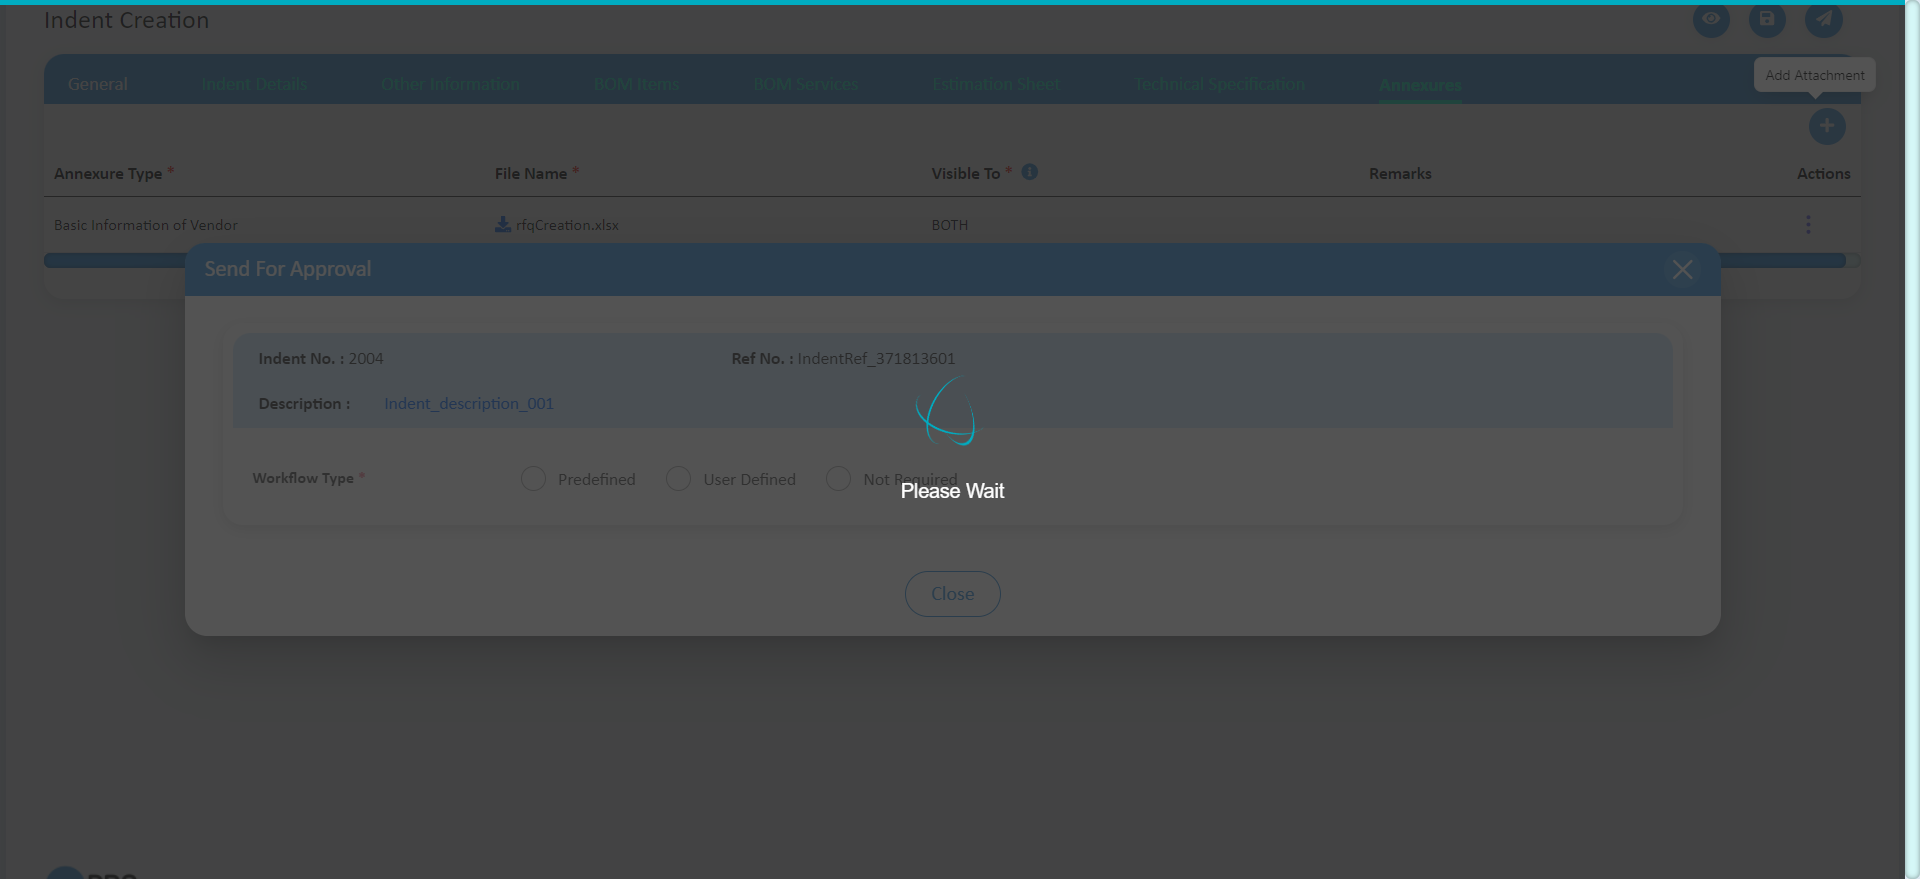 Indent Creation
Add Attachment
General Indent Details Other Information BOM Items BOM Services Estimation Sheet Technical Specification Annexures
Annexure Type * File Name * Visible To * Remarks Actions
Basic Information of Vendor rfqCreation.xlsx BOTH
Send For Approval
Indent No. : 2004 Ref No. : IndentRef_371813601
Description : Indent_description_001
Workflow Type * Predefined User Defined Not Required
Please Wait
Close